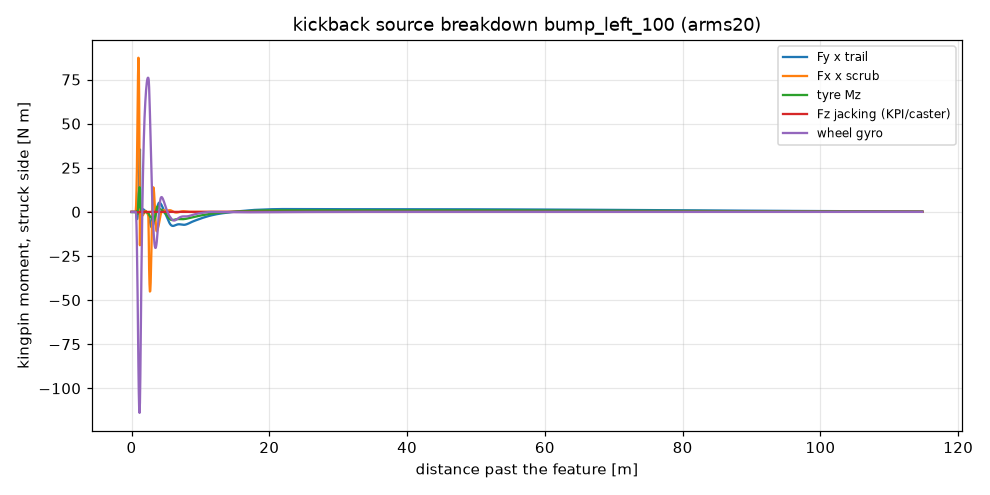 kickback source breakdown bump_left_100 (arms20)
kingpin moment, struck side [N m]
75
50
25
0
−25
−50
−75
−100
Fy x trail
Fx x scrub
tyre Mz
Fz jacking (KPI/caster)
wheel gyro
0
20
40
60
80
100
120
distance past the feature [m]